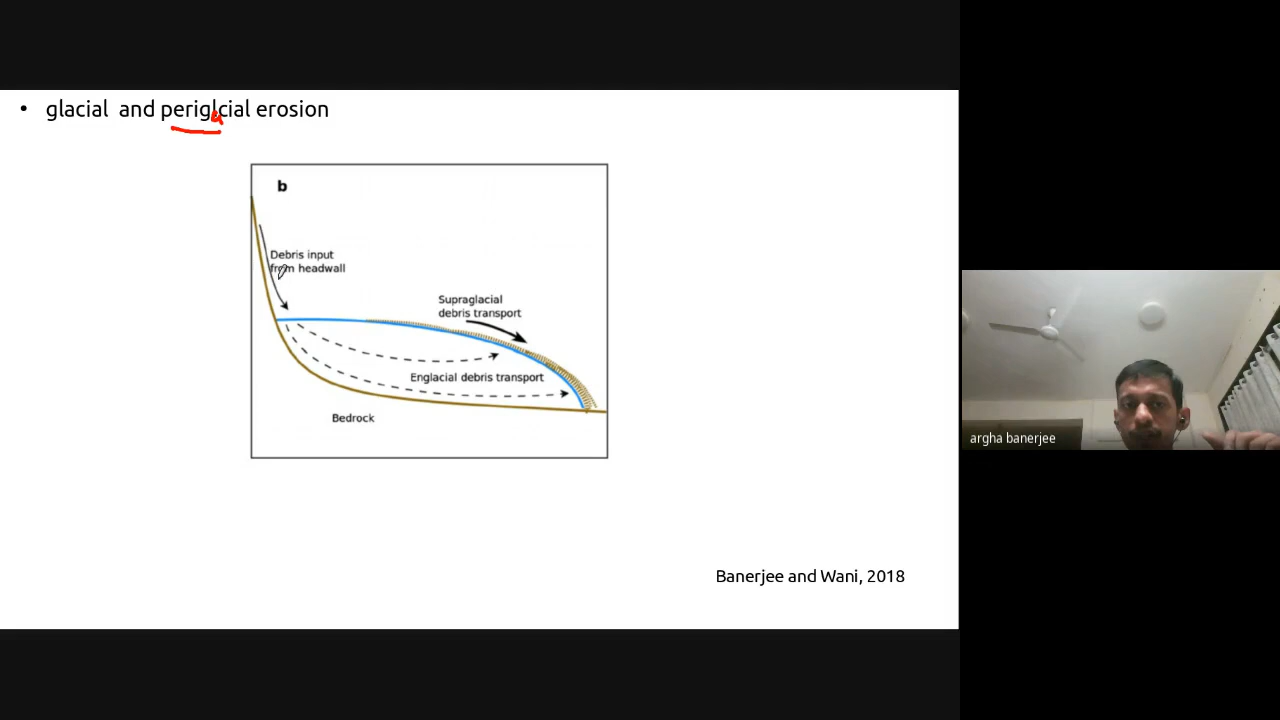 • glacial and periglcial erosion
a
b
Debris input
from headwall
Supraglacial
debris transport
Englacial debris transport
Bedrock
Banerjee and Wani, 2018
argha banerjee